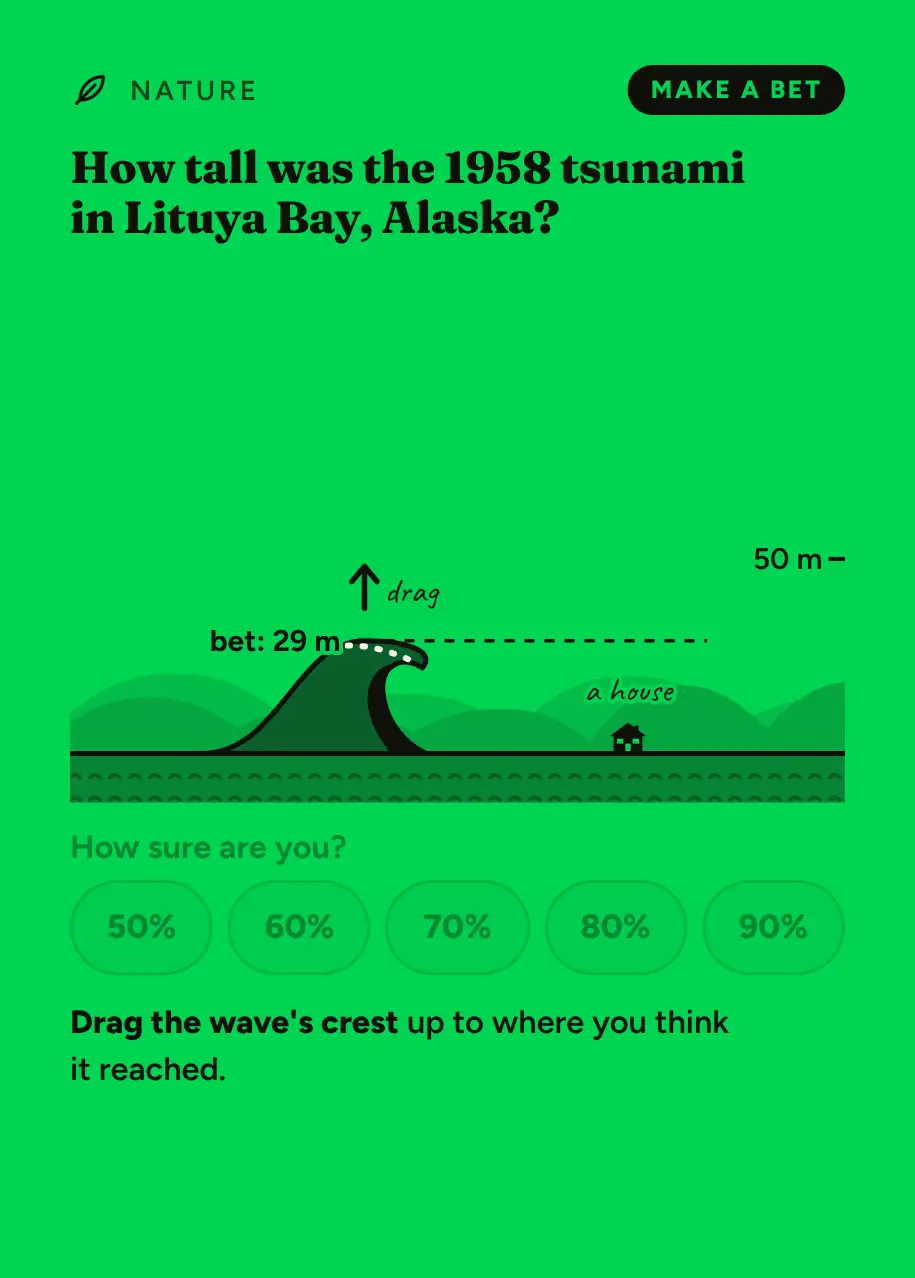 NATURE
MAKE A BET
How tall was the 1958 tsunami
in Lituya Bay, Alaska?
50 m
drag
bet: 29 m
a house
How sure are you?
50%
60%
70%
80%
90%
Drag the wave's crest up to where you think
it reached.